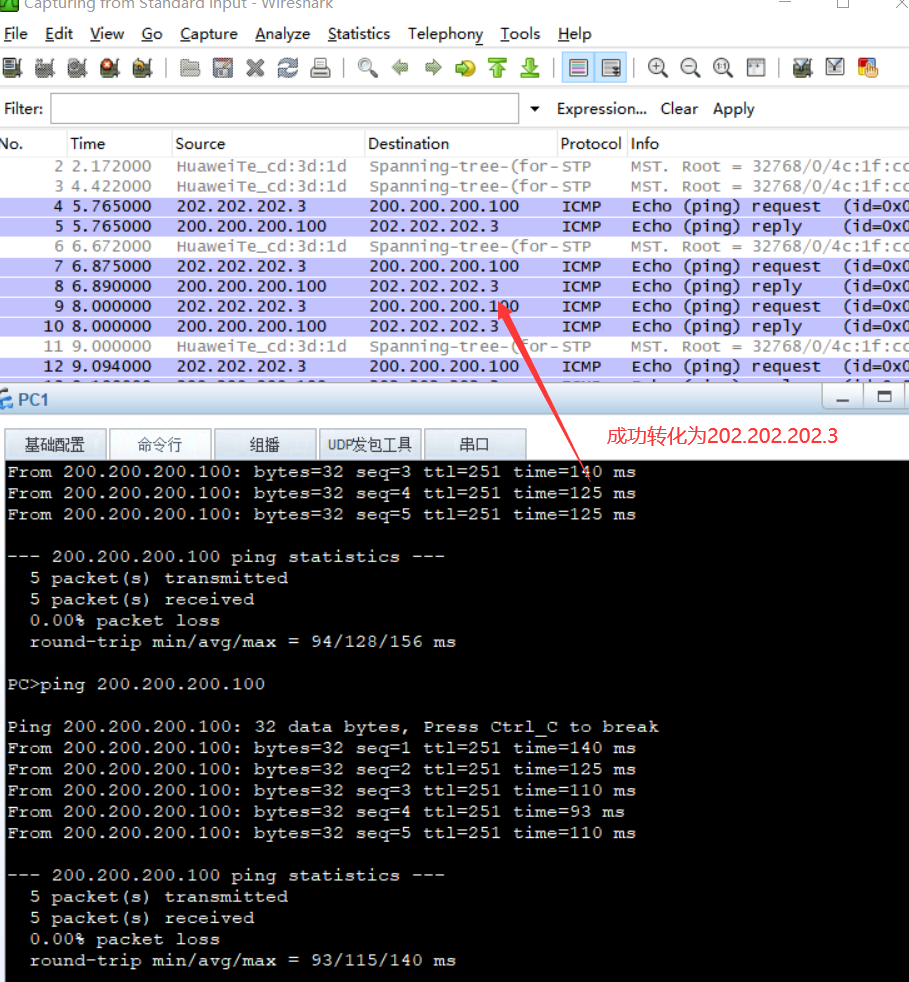 Capturing from Standard Input - Wireshark
File Edit View Go Capture Analyze Statistics Telephony Tools Help
Filter: Expression... Clear Apply
No. Time Source Destination Protocol Info
2 2.172000 HuaweiTe_cd:3d:1d Spanning-tree-(for- STP MST. Root = 32768/0/4c:1f:cc
3 4.422000 HuaweiTe_cd:3d:1d Spanning-tree-(for- STP MST. Root = 32768/0/4c:1f:cc
4 5.765000 202.202.202.3 200.200.200.100 ICMP Echo (ping) request (id=0x0
5 5.765000 200.200.200.100 202.202.202.3 ICMP Echo (ping) reply (id=0x0
6 6.672000 HuaweiTe_cd:3d:1d Spanning-tree-(for- STP MST. Root = 32768/0/4c:1f:cc
7 6.875000 202.202.202.3 200.200.200.100 ICMP Echo (ping) request (id=0x0
8 6.890000 200.200.200.100 202.202.202.3 ICMP Echo (ping) reply (id=0x0
9 8.000000 202.202.202.3 200.200.200.100 ICMP Echo (ping) request (id=0x0
10 8.000000 200.200.200.100 202.202.202.3 ICMP Echo (ping) reply (id=0x0
11 9.000000 HuaweiTe_cd:3d:1d Spanning-tree-(for- STP MST. Root = 32768/0/4c:1f:cc
12 9.094000 202.202.202.3 200.200.200.100 ICMP Echo (ping) request (id=0x0
PC1
基础配置 命令行 组播 UDP发包工具 串口
成功转化为202.202.202.3
From 200.200.200.100: bytes=32 seq=3 ttl=251 time=140 ms
From 200.200.200.100: bytes=32 seq=4 ttl=251 time=125 ms
From 200.200.200.100: bytes=32 seq=5 ttl=251 time=125 ms
--- 200.200.200.100 ping statistics ---
5 packet(s) transmitted
5 packet(s) received
0.00% packet loss
round-trip min/avg/max = 94/128/156 ms
PC>ping 200.200.200.100
Ping 200.200.200.100: 32 data bytes, Press Ctrl_C to break
From 200.200.200.100: bytes=32 seq=1 ttl=251 time=140 ms
From 200.200.200.100: bytes=32 seq=2 ttl=251 time=125 ms
From 200.200.200.100: bytes=32 seq=3 ttl=251 time=110 ms
From 200.200.200.100: bytes=32 seq=4 ttl=251 time=93 ms
From 200.200.200.100: bytes=32 seq=5 ttl=251 time=110 ms
--- 200.200.200.100 ping statistics ---
5 packet(s) transmitted
5 packet(s) received
0.00% packet loss
round-trip min/avg/max = 93/115/140 ms